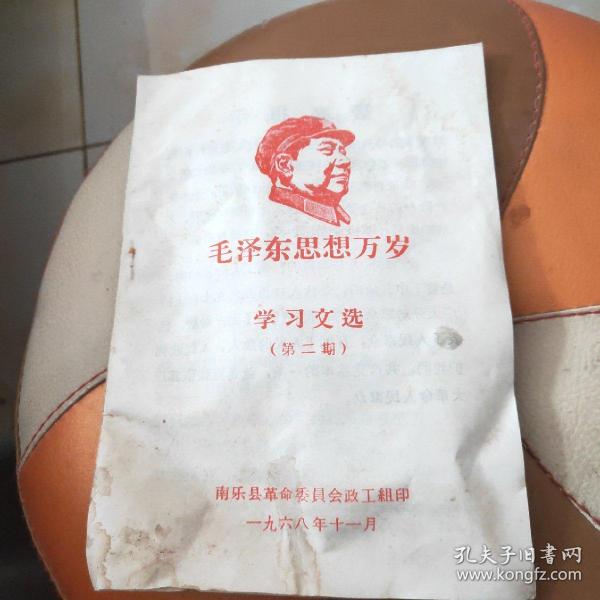 毛泽东思想万岁
学习文选
（第二期）
南乐县革命委員会政工組印
一九六八年十一月
孔夫子旧書网
www.kongfz.com